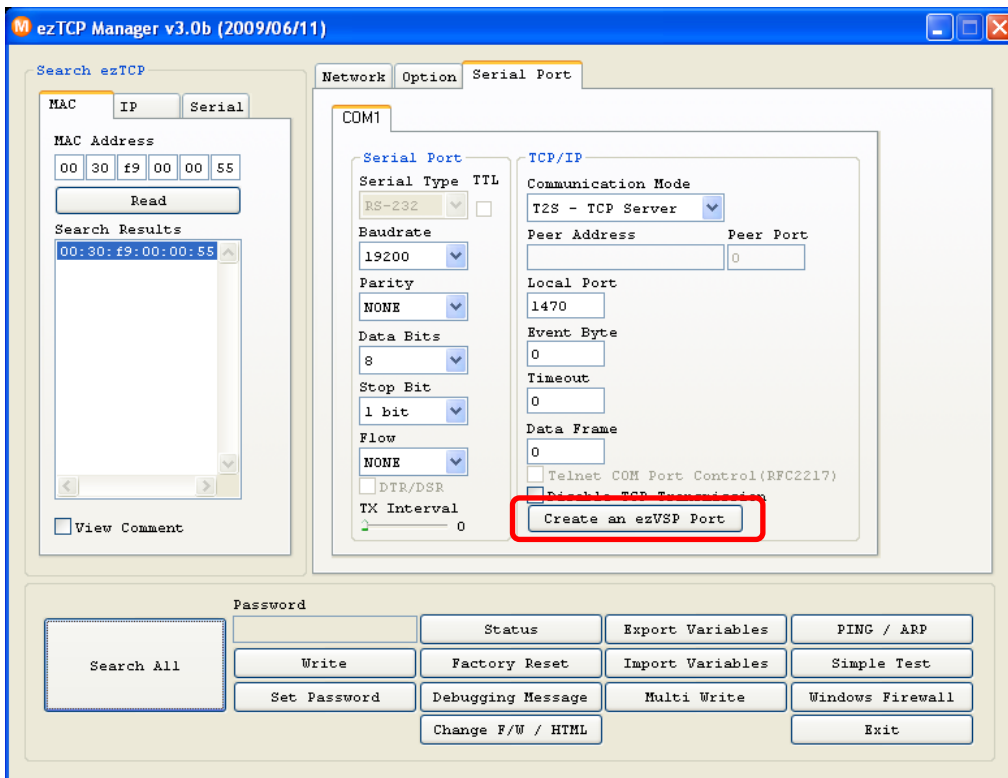 ezTCP Manager v3.0b (2009/06/11)
Search ezTCP
MAC IP Serial
MAC Address
00 30 f9 00 00 55
Read
Search Results
00:30:f9:00:00:55
View Comment
Network Option Serial Port
COM1
Serial Port
Serial Type TTL
RS-232
Baudrate
19200
Parity
NONE
Data Bits
8
Stop Bit
1 bit
Flow
NONE
DTR/DSR
TX Interval
0
TCP/IP
Communication Mode
T2S - TCP Server
Peer Address Peer Port
0
Local Port
1470
Event Byte
0
Timeout
0
Data Frame
0
Telnet COM Port Control(RFC2217)
Disable TCP Transmission
Create an ezVSP Port
Password
Search All
Status Export Variables PING / ARP
Write Factory Reset Import Variables Simple Test
Set Password Debugging Message Multi Write Windows Firewall
Change F/W / HTML Exit